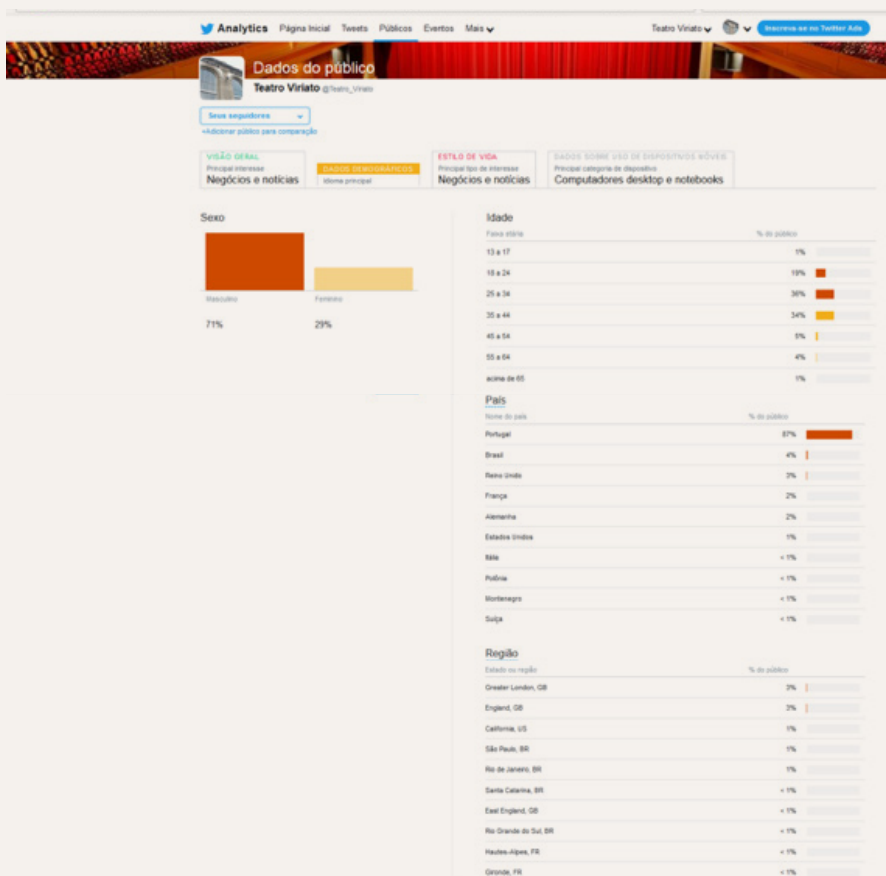 Analytics Página Inicial Tweets Públicos Eventos Mais Teatro Viriato Inscreva-se no Twitter Ads
Dados do público
Teatro Viriato @Teatro_Viriato
Seus seguidores
+Adicionar público para comparação
VISÃO GERAL
Principal interesse
Negócios e notícias
DADOS DEMOGRÁFICOS
Idioma principal
ESTILO DE VIDA
Principal tipo de interesse
Negócios e notícias
DADOS SOBRE USO DE DISPOSITIVOS MÓVEIS
Principal categoria de dispositivo
Computadores desktop e notebooks
Sexo
Masculino Feminino
71% 29%
Idade
Faixa etária % do público
13 a 17 1%
18 a 24 19%
25 a 34 36%
35 a 44 34%
45 a 54 5%
55 a 64 4%
acima de 65 1%
País
Nome do país % do público
Portugal 87%
Brasil 4%
Reino Unido 3%
França 2%
Alemanha 2%
Estados Unidos 1%
Itália < 1%
Polônia < 1%
Montenegro < 1%
Suíça < 1%
Região
Estado ou região % do público
Greater London, GB 3%
England, GB 3%
California, US 1%
São Paulo, BR 1%
Rio de Janeiro, BR 1%
Santa Catarina, BR < 1%
East England, GB < 1%
Rio Grande do Sul, BR < 1%
Hautes-Alpes, FR < 1%
Gironde, FR < 1%